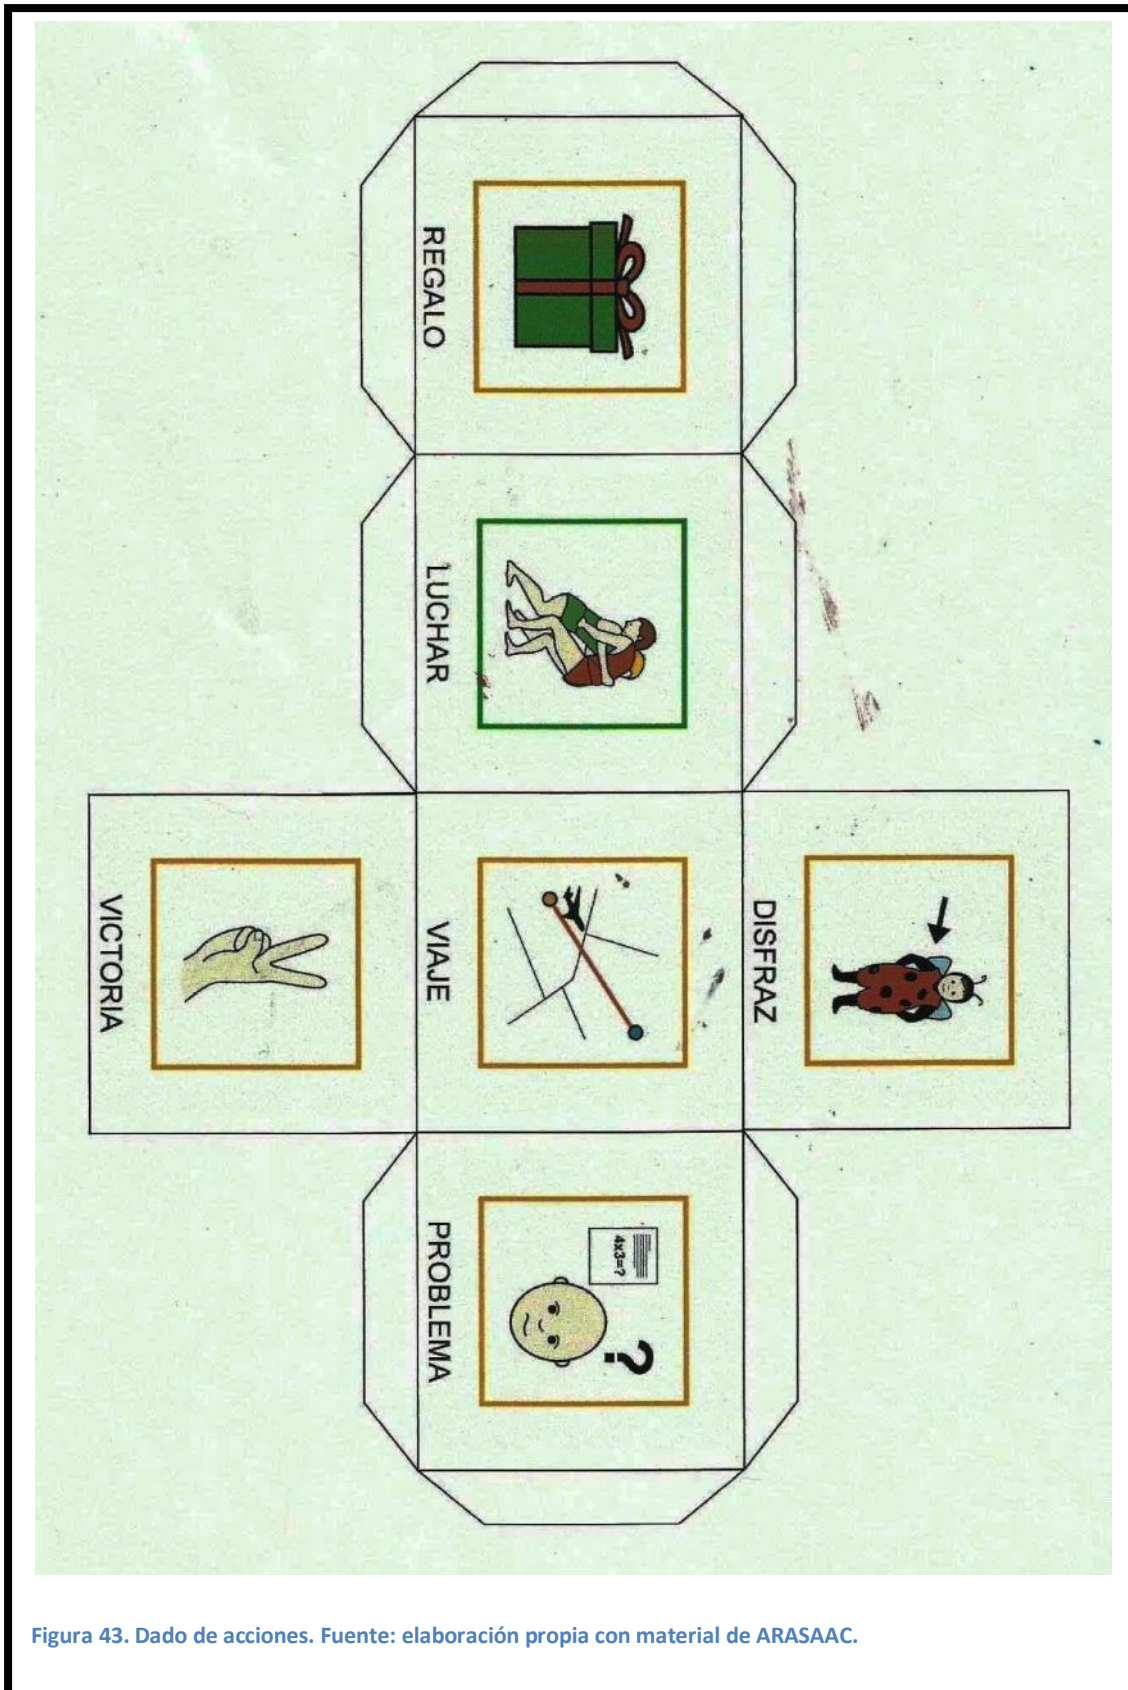 REGALO
LUCHAR
VICTORIA
VIAJE
DISFRAZ
PROBLEMA
4x3=?
?
Figura 43. Dado de acciones. Fuente: elaboración propia con material de ARASAAC.